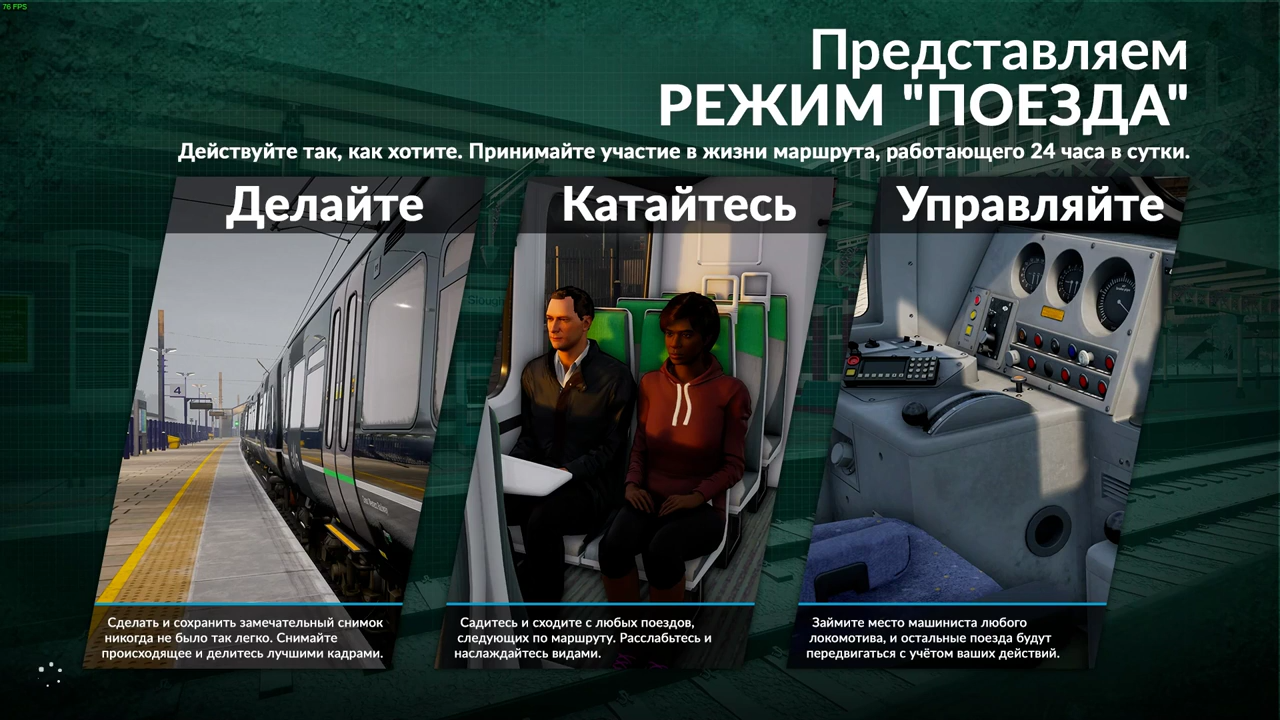 76 FPS
Представляем
РЕЖИМ "ПОЕЗДА"
Действуйте так, как хотите. Принимайте участие в жизни маршрута, работающего 24 часа в сутки.
Делайте
Катайтесь
Управляйте
Slough
4
Сделать и сохранить замечательный снимок
никогда не было так легко. Снимайте
происходящее и делитесь лучшими кадрами.
Садитесь и сходите с любых поездов,
следующих по маршруту. Расслабьтесь и
наслаждайтесь видами.
Займите место машиниста любого
локомотива, и остальные поезда будут
передвигаться с учётом ваших действий.